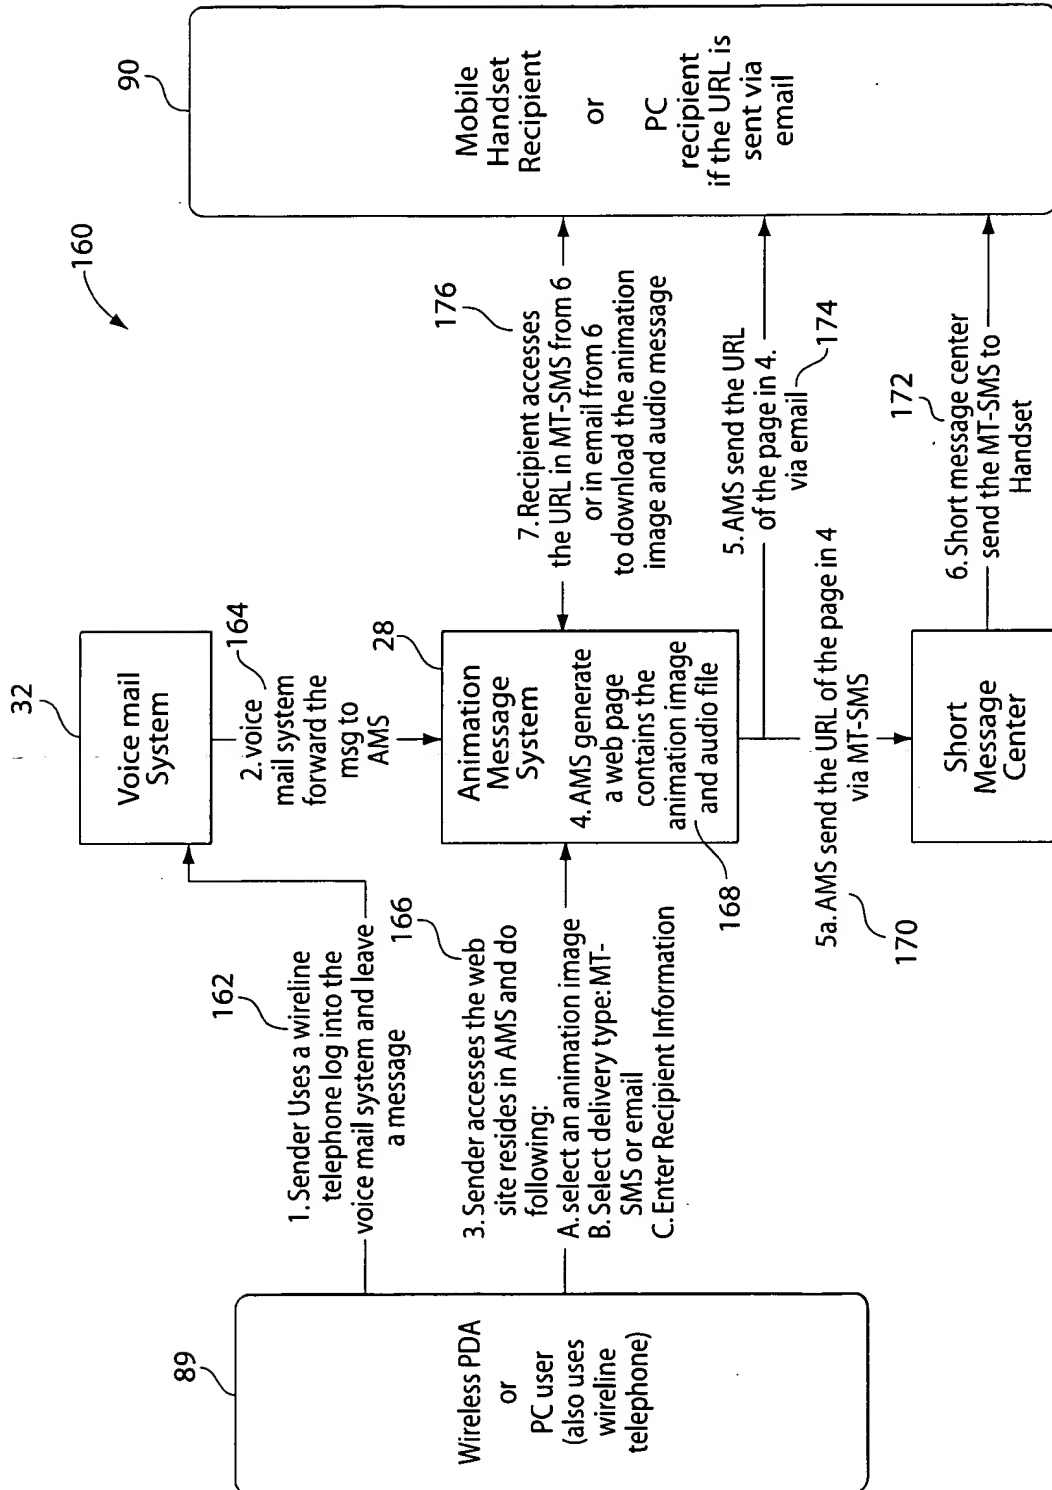 160
89
Wireless PDA
or
PC user
(also uses
wireline
telephone)
162
1. Sender Uses a wireline
telephone log into the
voice mail system and leave
a message
32
Voice mail
System
164
2. voice
mail system
forward the
msg to
AMS
166
3. Sender accesses the web
site resides in AMS and do
following:
A. select an animation image
B. Select delivery type: MT-
SMS or email
C. Enter Recipient Information
28
Animation
Message
System
4. AMS generate
a web page
contains the
animation image
and audio file
168
176
7. Recipient accesses
the URL in MT-SMS from 6
or in email from 6
to download the animation
image and audio message
5. AMS send the URL
of the page in 4.
via email
174
5a. AMS send the URL of the page in 4
via MT-SMS
170
Short
Message
Center
172
6. Short message center
send the MT-SMS to
Handset
90
Mobile
Handset
Recipient
or
PC
recipient
if the URL is
sent via
email